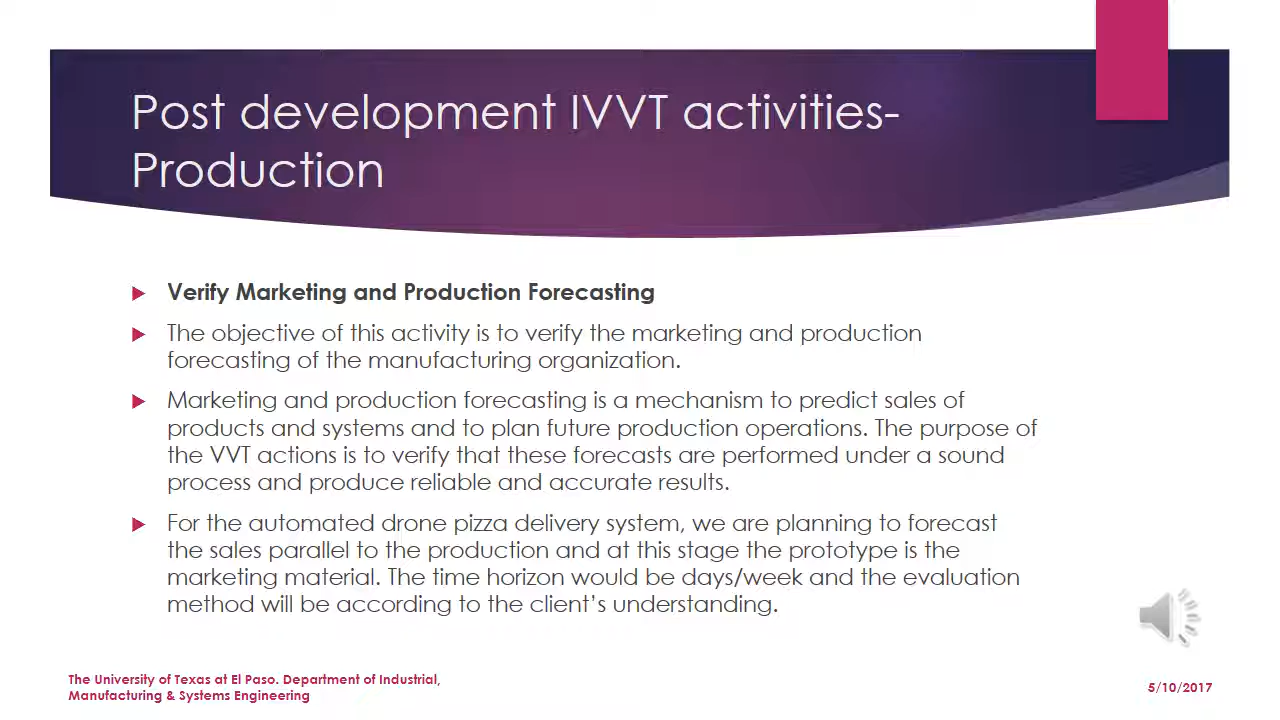 Post development IVVT activities-
Production
Verify Marketing and Production Forecasting
The objective of this activity is to verify the marketing and production
forecasting of the manufacturing organization.
Marketing and production forecasting is a mechanism to predict sales of
products and systems and to plan future production operations. The purpose of
the VVT actions is to verify that these forecasts are performed under a sound
process and produce reliable and accurate results.
For the automated drone pizza delivery system, we are planning to forecast
the sales parallel to the production and at this stage the prototype is the
marketing material. The time horizon would be days/week and the evaluation
method will be according to the client’s understanding.
The University of Texas at El Paso. Department of Industrial,
Manufacturing & Systems Engineering
5/10/2017